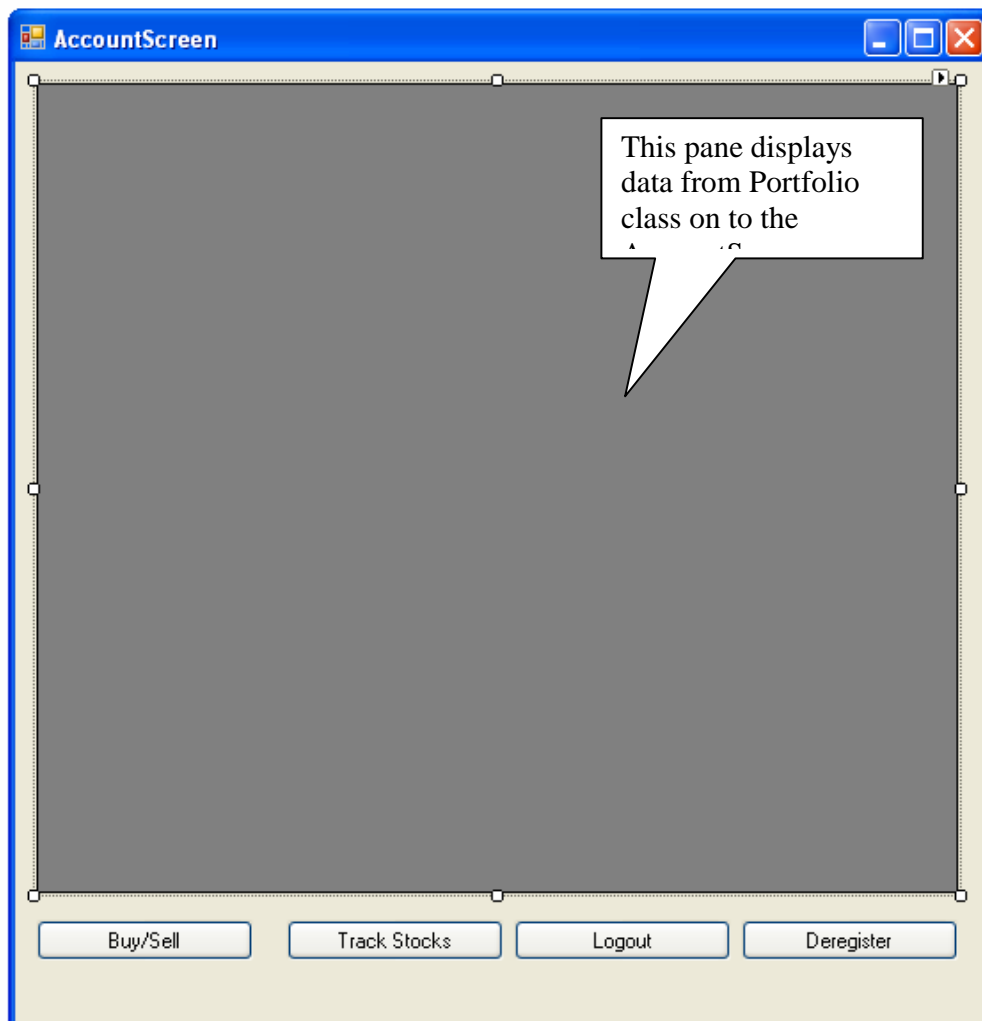 AccountScreen
This pane displays
data from Portfolio
class on to the
Buy/Sell
Track Stocks
Logout
Deregister